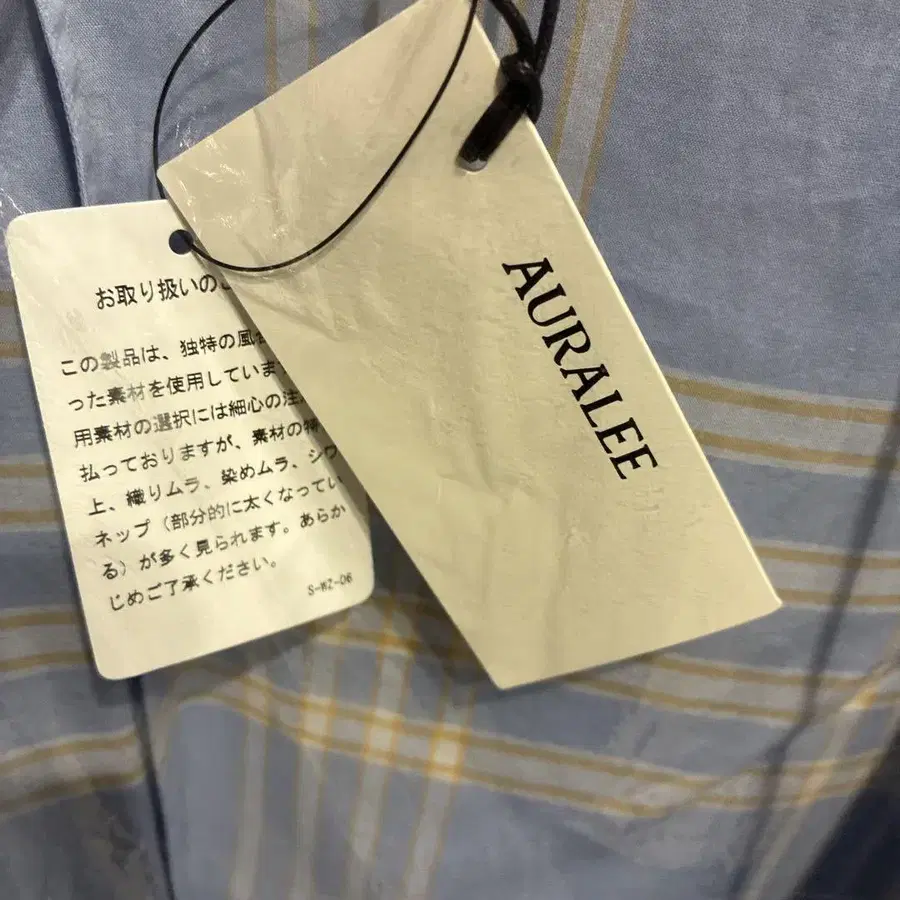 お取り扱いのご
この製品は、独特の風合
った素材を使用していま
用素材の選択には細心の注
払っておりますが、素材の特
上、織りムラ、染めムラ、シワ
ネップ（部分的に太くなってい
る）が多く見られます。あらか
じめご了承ください。
S-WZ-06
AURALEE